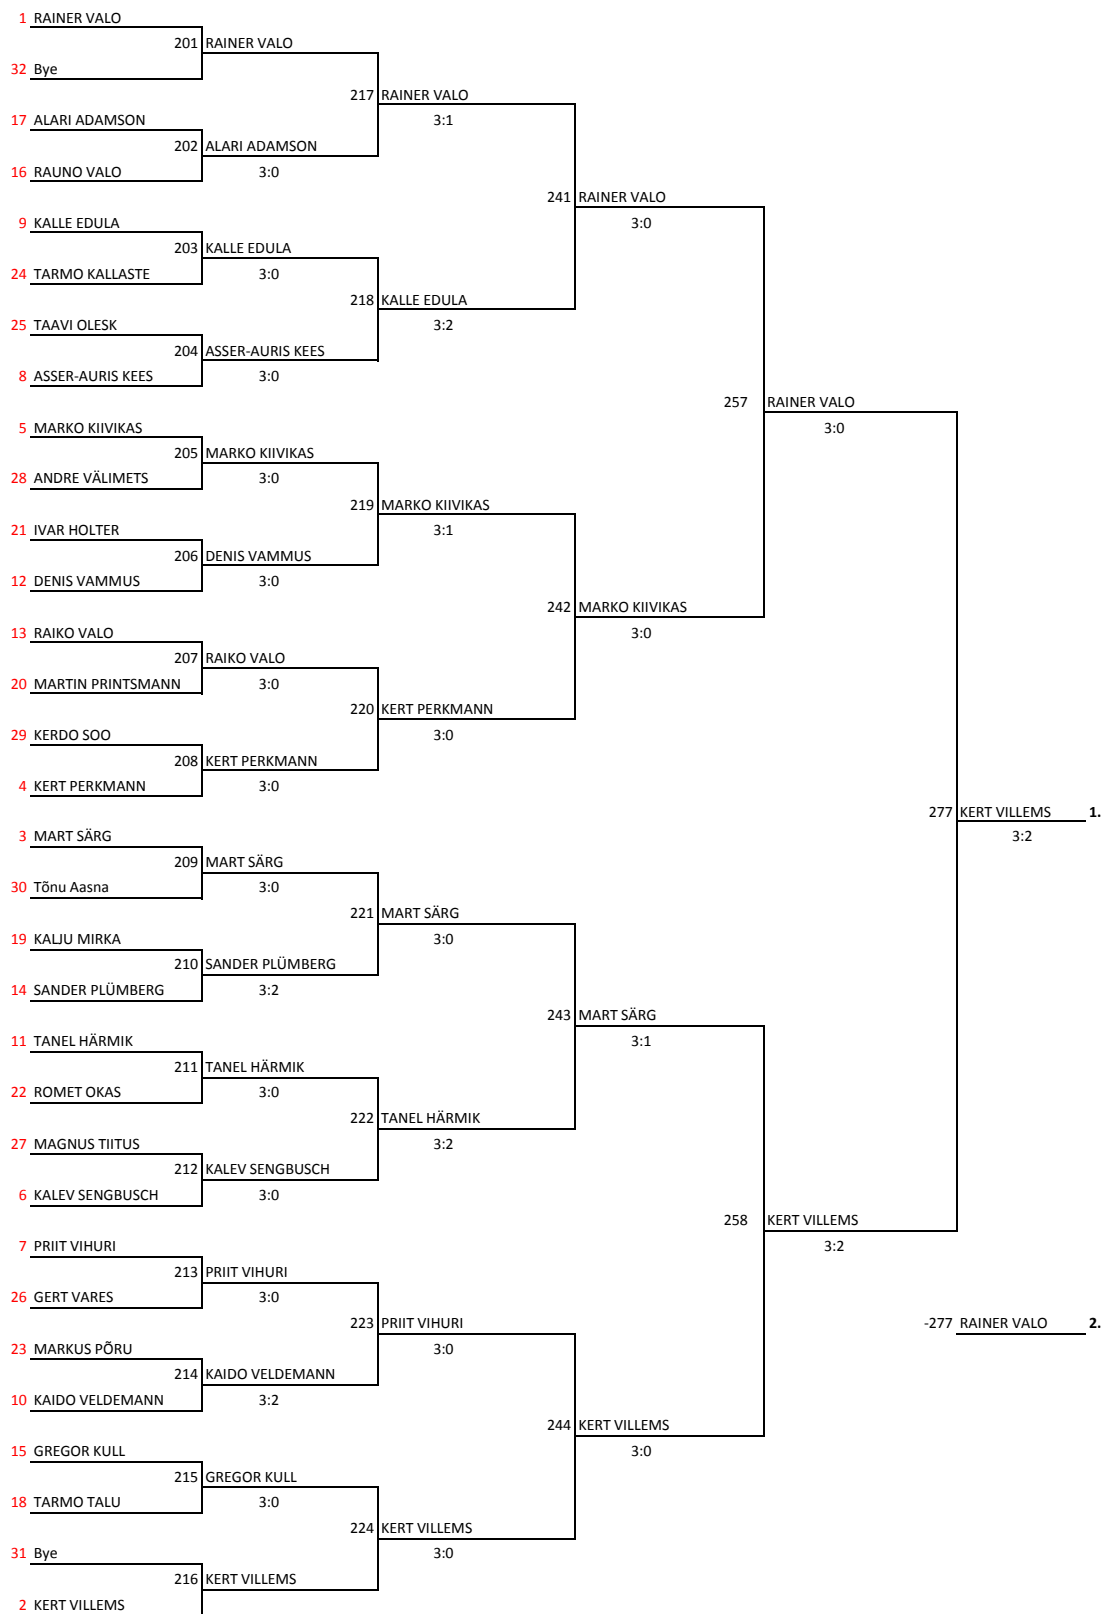 1 RAINER VALO
201 RAINER VALO
32 Bye
217 RAINER VALO
17 ALARI ADAMSON
3:1
202 ALARI ADAMSON
16 RAUNO VALO
3:0
241 RAINER VALO
9 KALLE EDULA
3:0
203 KALLE EDULA
24 TARMO KALLASTE
3:0
218 KALLE EDULA
25 TAAVI OLESK
3:2
204 ASSER-AURIS KEES
8 ASSER-AURIS KEES
3:0
257 RAINER VALO
5 MARKO KIIVIKAS
3:0
205 MARKO KIIVIKAS
28 ANDRE VÄLIMETS
3:0
219 MARKO KIIVIKAS
21 IVAR HOLTER
3:1
206 DENIS VAMMUS
12 DENIS VAMMUS
3:0
242 MARKO KIIVIKAS
13 RAIKO VALO
3:0
207 RAIKO VALO
20 MARTIN PRINTSMANN
3:0
220 KERT PERKMANN
29 KERDO SOO
3:0
208 KERT PERKMANN
4 KERT PERKMANN
3:0
277 KERT VILLEMS 1.
3 MART SÄRG
3:2
209 MART SÄRG
30 Tõnu Aasna
3:0
221 MART SÄRG
19 KALJU MIRKA
3:0
210 SANDER PLÜMBERG
14 SANDER PLÜMBERG
3:2
243 MART SÄRG
11 TANEL HÄRMIK
3:1
211 TANEL HÄRMIK
22 ROMET OKAS
3:0
222 TANEL HÄRMIK
27 MAGNUS TIITUS
3:2
212 KALEV SENGBUSCH
6 KALEV SENGBUSCH
3:0
258 KERT VILLEMS
7 PRIIT VIHURI
3:2
213 PRIIT VIHURI
26 GERT VARES
3:0
223 PRIIT VIHURI
-277 RAINER VALO 2.
23 MARKUS PÕRU
3:0
214 KAIDO VELDEMANN
10 KAIDO VELDEMANN
3:2
244 KERT VILLEMS
15 GREGOR KULL
3:0
215 GREGOR KULL
18 TARMO TALU
3:0
224 KERT VILLEMS
31 Bye
3:0
216 KERT VILLEMS
2 KERT VILLEMS